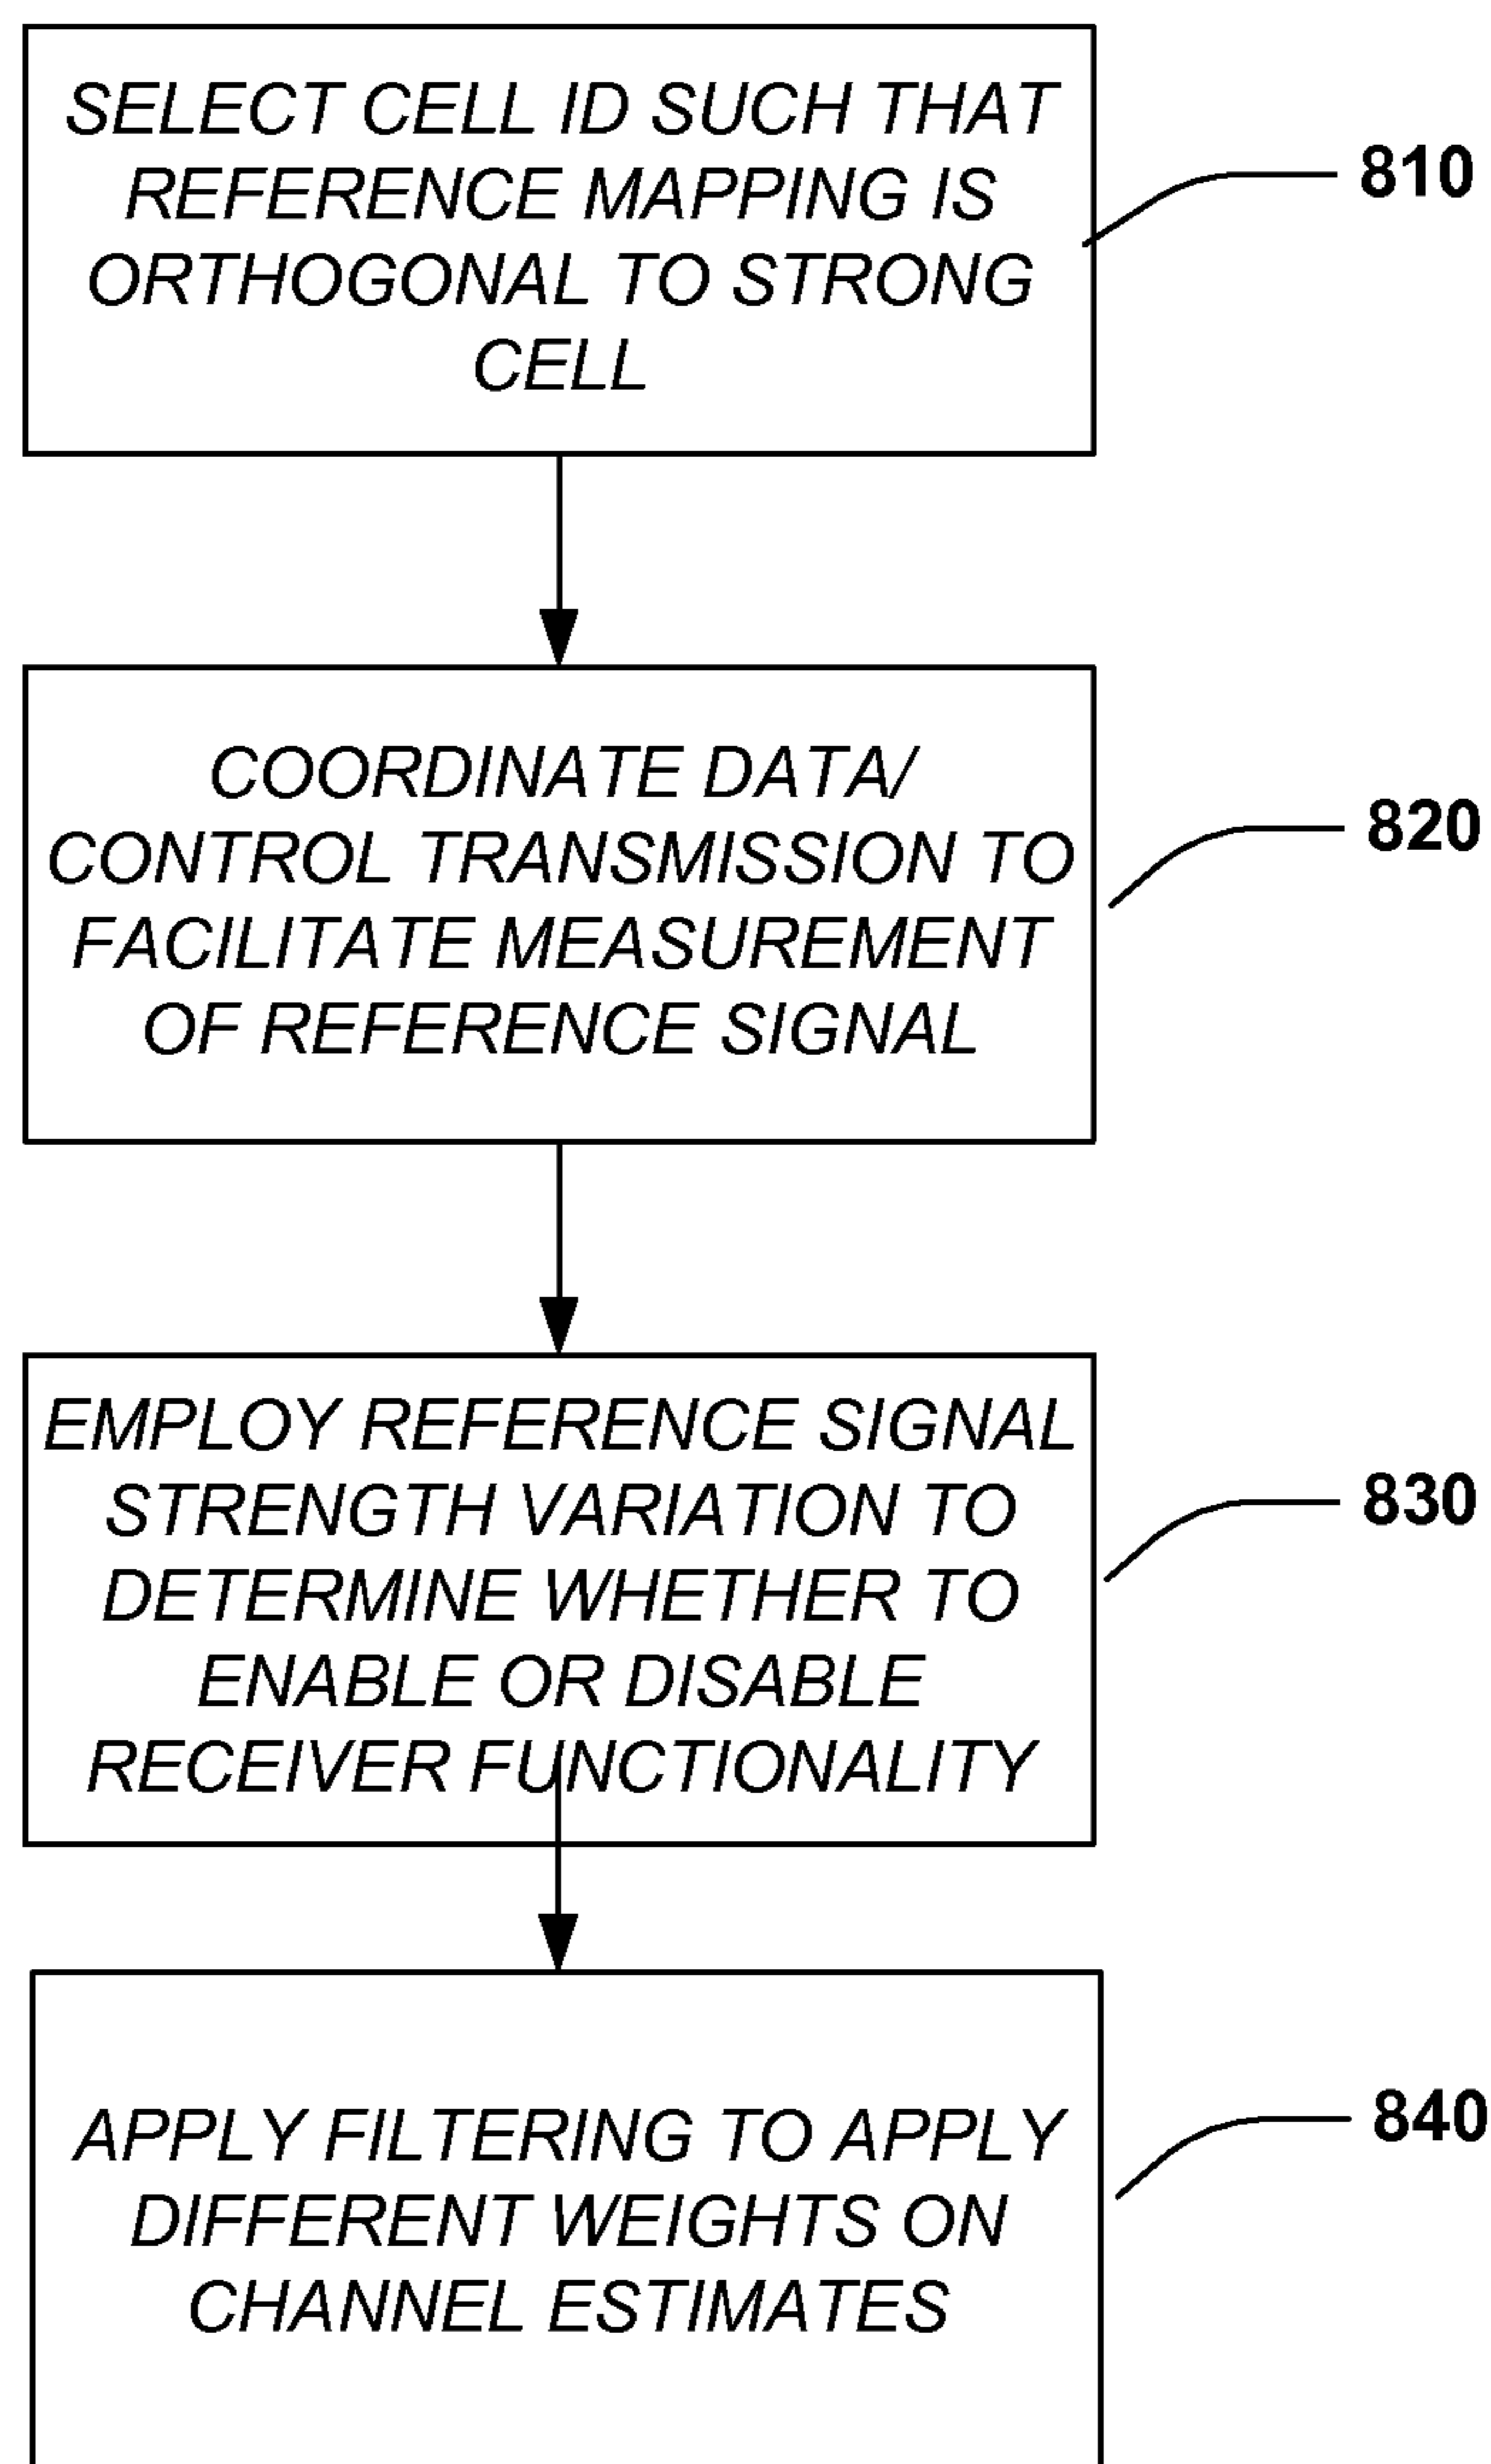 SELECT CELL ID SUCH THAT
REFERENCE MAPPING IS
ORTHOGONAL TO STRONG
CELL
810
COORDINATE DATA/
CONTROL TRANSMISSION TO
FACILITATE MEASUREMENT
OF REFERENCE SIGNAL
820
EMPLOY REFERENCE SIGNAL
STRENGTH VARIATION TO
DETERMINE WHETHER TO
ENABLE OR DISABLE
RECEIVER FUNCTIONALITY
830
APPLY FILTERING TO APPLY
DIFFERENT WEIGHTS ON
CHANNEL ESTIMATES
840